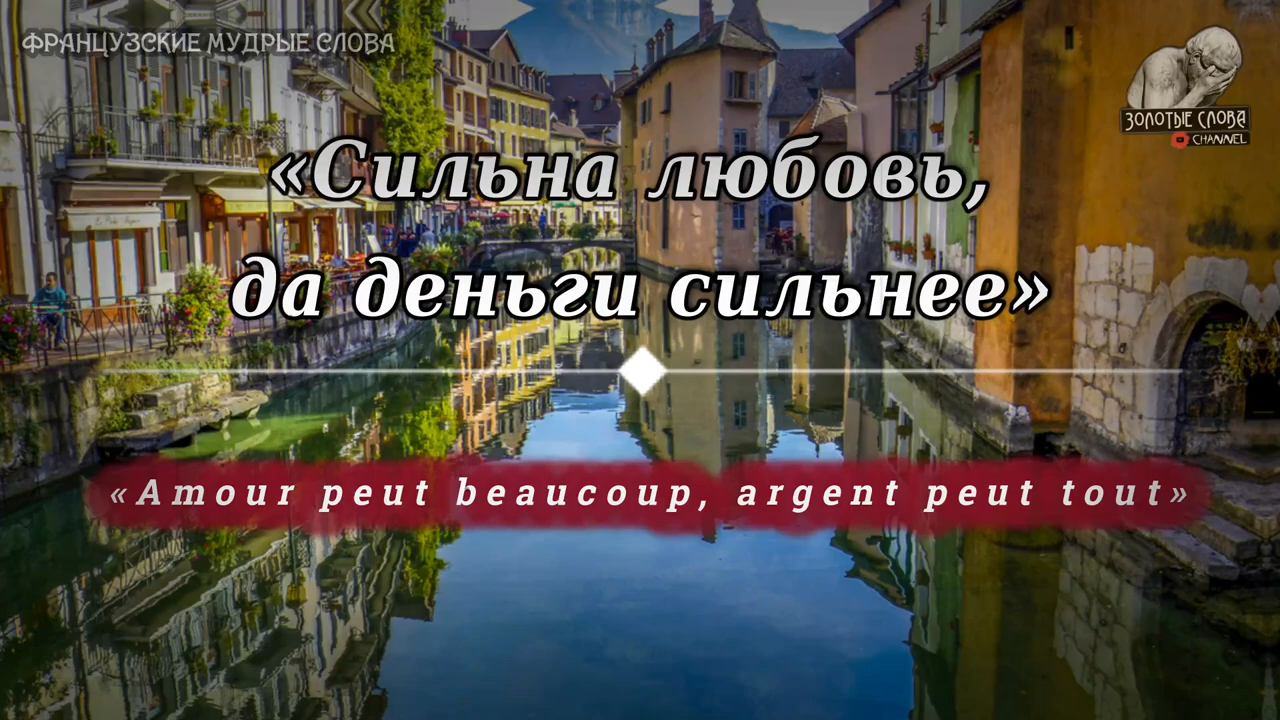 ФРАНЦУЗСКИЕ МУДРЫЕ СЛОВА
ЗОЛОТЫЕ СЛОВА
CHANNEL
«Сильна любовь,
да деньги сильнее»
«Amour peut beaucoup, argent peut tout»